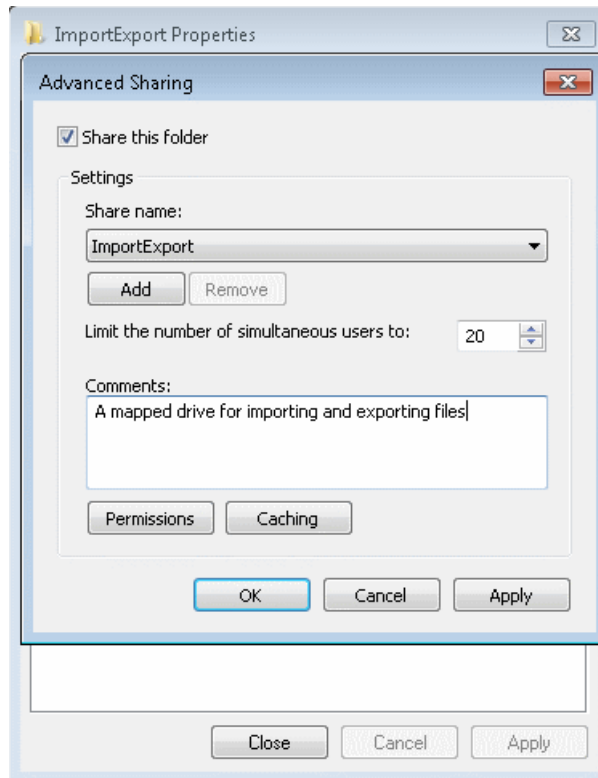 ImportExport Properties
Advanced Sharing
Share this folder
Settings
Share name:
ImportExport
Add Remove
Limit the number of simultaneous users to: 20
Comments:
A mapped drive for importing and exporting files
Permissions Caching
OK Cancel Apply
Close Cancel Apply